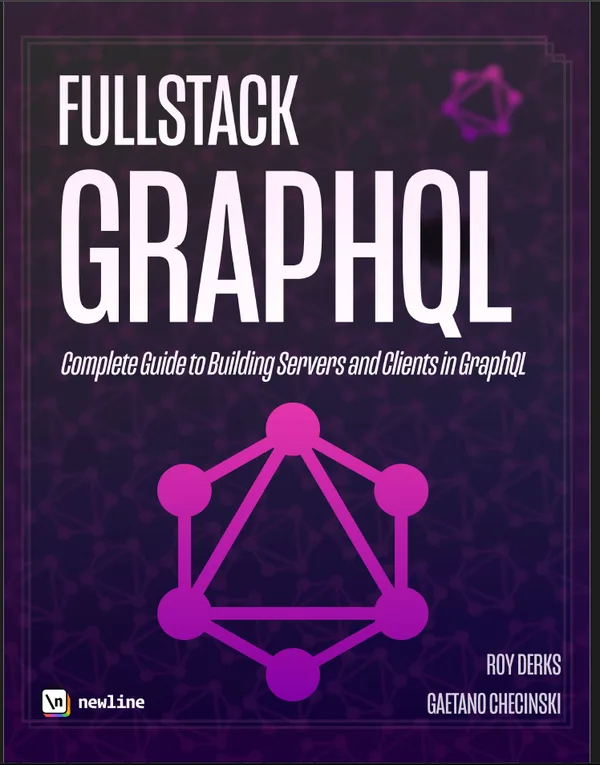 FULLSTACK
GRAPHQL
Complete Guide to Building Servers and Clients in GraphQL
ROY DERKS
GAETANO CHECINSKI
\n newline